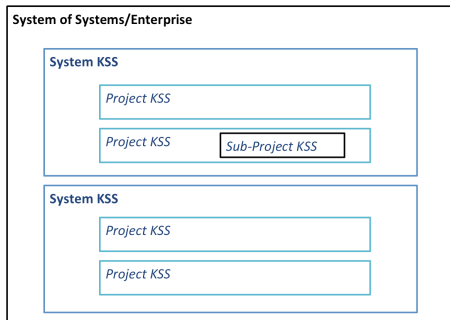 System of Systems/Enterprise
System KSS
Project KSS
Project KSS
Sub-Project KSS
System KSS
Project KSS
Project KSS